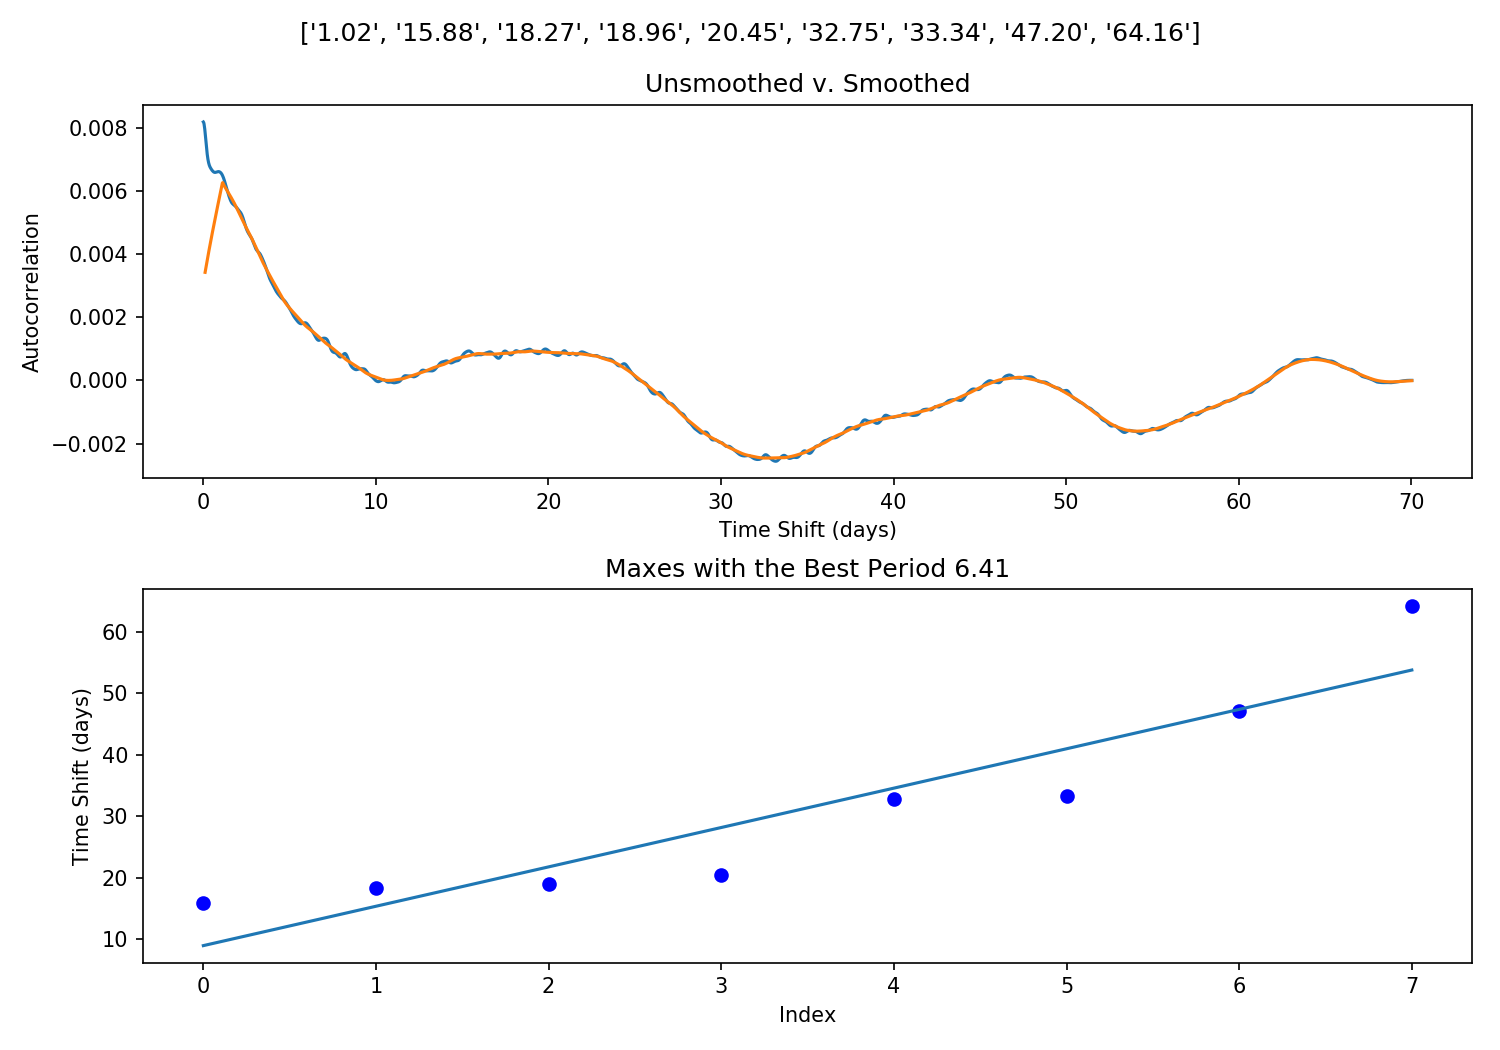 ['1.02', '15.88', '18.27', '18.96', '20.45', '32.75', '33.34', '47.20', '64.16']
Unsmoothed v. Smoothed
Autocorrelation
0.008
0.006
0.004
0.002
0.000
−0.002
0 10 20 30 40 50 60 70
Time Shift (days)
Maxes with the Best Period 6.41
Time Shift (days)
60
50
40
30
20
10
0 1 2 3 4 5 6 7
Index